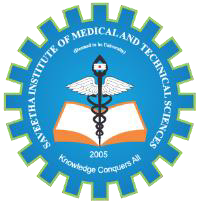 SAVEETHA INSTITUTE OF MEDICAL AND TECHNICAL SCIENCES
(Deemed to be University)
2005
Knowledge Conquers All